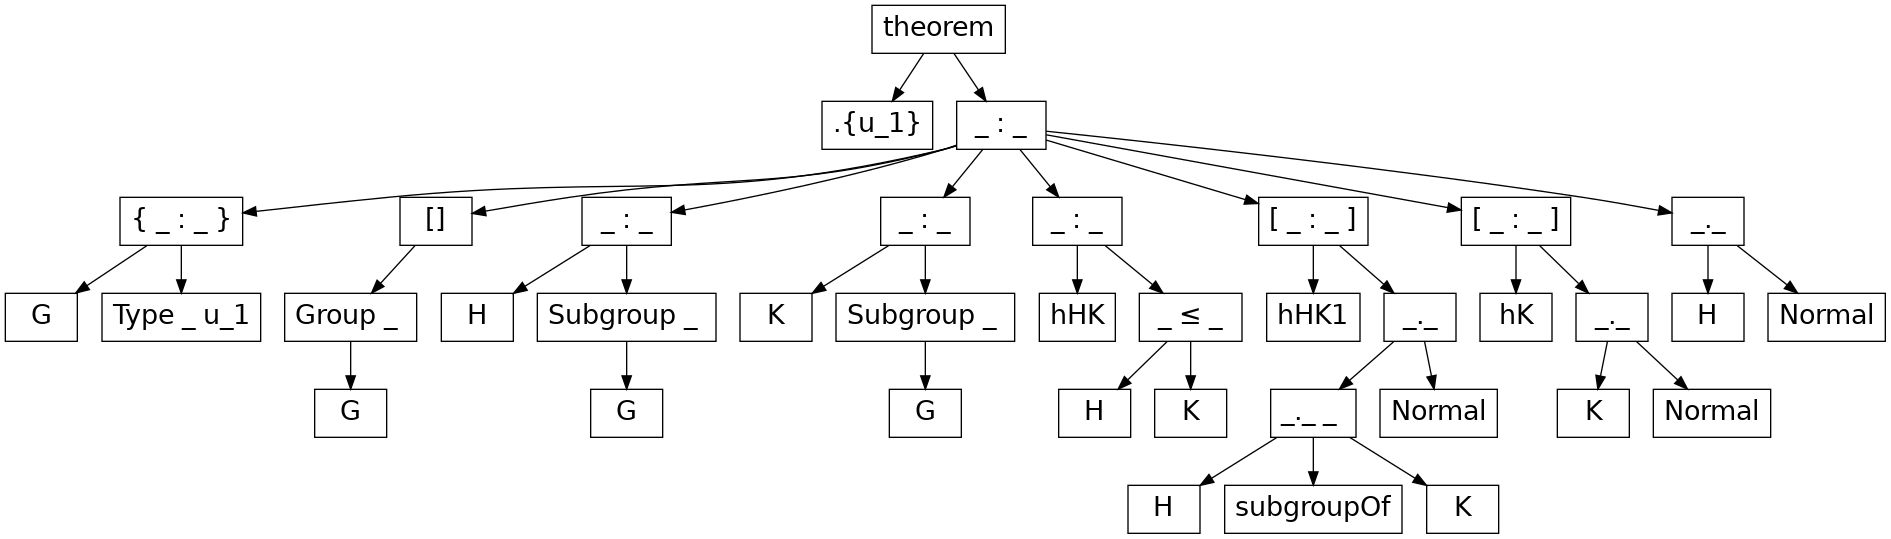 theorem
.{u_1} _ : _
{ _ : _ } [] _ : _ _ : _ _ : _ [ _ : _ ] [ _ : _ ] _._
G Type _ u_1 Group _ H Subgroup _ K Subgroup _ hHK _ ≤ _ hHK1 _._ hK _._ H Normal
G G G H K _._ _ Normal K Normal
H subgroupOf K